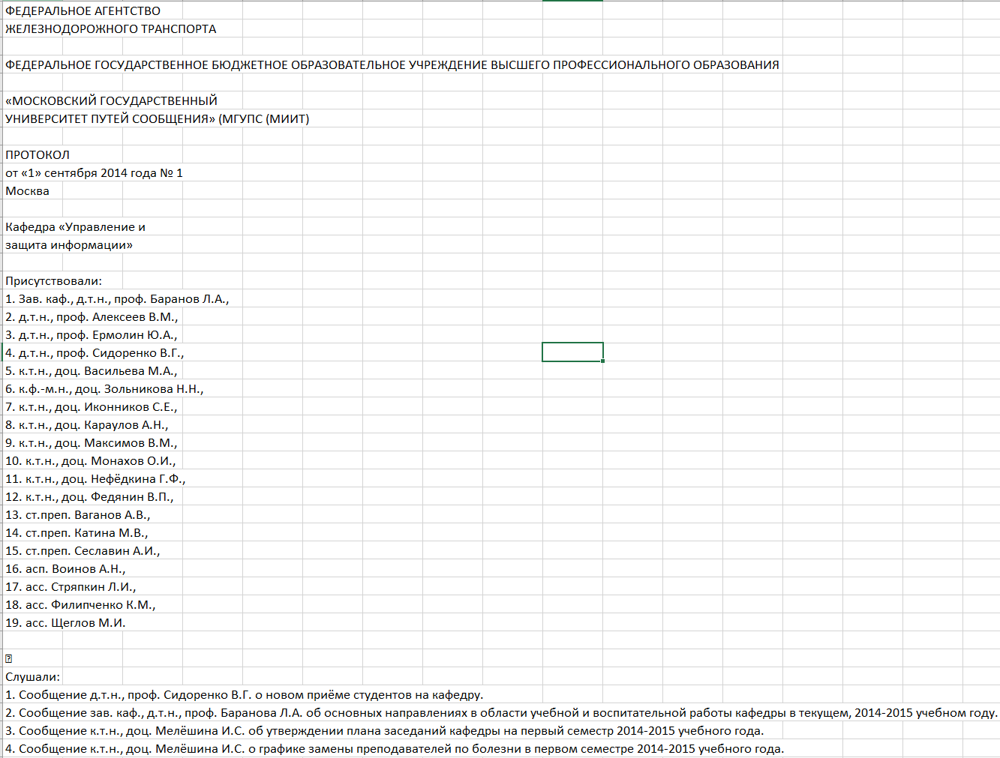 ФЕДЕРАЛЬНОЕ АГЕНТСТВО
ЖЕЛЕЗНОДОРОЖНОГО ТРАНСПОРТА
ФЕДЕРАЛЬНОЕ ГОСУДАРСТВЕННОЕ БЮДЖЕТНОЕ ОБРАЗОВАТЕЛЬНОЕ УЧРЕЖДЕНИЕ ВЫСШЕГО ПРОФЕССИОНАЛЬНОГО ОБРАЗОВАНИЯ
«МОСКОВСКИЙ ГОСУДАРСТВЕННЫЙ
УНИВЕРСИТЕТ ПУТЕЙ СООБЩЕНИЯ» (МГУПС (МИИТ)
ПРОТОКОЛ
от «1» сентября 2014 года № 1
Москва
Кафедра «Управление и
защита информации»
Присутствовали:
1. Зав. каф., д.т.н., проф. Баранов Л.А.,
2. д.т.н., проф. Алексеев В.М.,
3. д.т.н., проф. Ермолин Ю.А.,
4. д.т.н., проф. Сидоренко В.Г.,
5. к.т.н., доц. Васильева М.А.,
6. к.ф.-м.н., доц. Зольникова Н.Н.,
7. к.т.н., доц. Иконников С.Е.,
8. к.т.н., доц. Караулов А.Н.,
9. к.т.н., доц. Максимов В.М.,
10. к.т.н., доц. Монахов О.И.,
11. к.т.н., доц. Нефёдкина Г.Ф.,
12. к.т.н., доц. Федянин В.П.,
13. ст.преп. Ваганов А.В.,
14. ст.преп. Катина М.В.,
15. ст.преп. Сеславин А.И.,
16. асп. Воинов А.Н.,
17. асс. Стряпкин Л.И.,
18. асс. Филипченко К.М.,
19. асс. Щеглов М.И.
Слушали:
1. Сообщение д.т.н., проф. Сидоренко В.Г. о новом приёме студентов на кафедру.
2. Сообщение зав. каф., д.т.н., проф. Баранова Л.А. об основных направлениях в области учебной и воспитательной работы кафедры в текущем, 2014-2015 учебном году.
3. Сообщение к.т.н., доц. Мелёшина И.С. об утверждении плана заседаний кафедры на первый семестр 2014-2015 учебного года.
4. Сообщение к.т.н., доц. Мелёшина И.С. о графике замены преподавателей по болезни в первом семестре 2014-2015 учебного года.